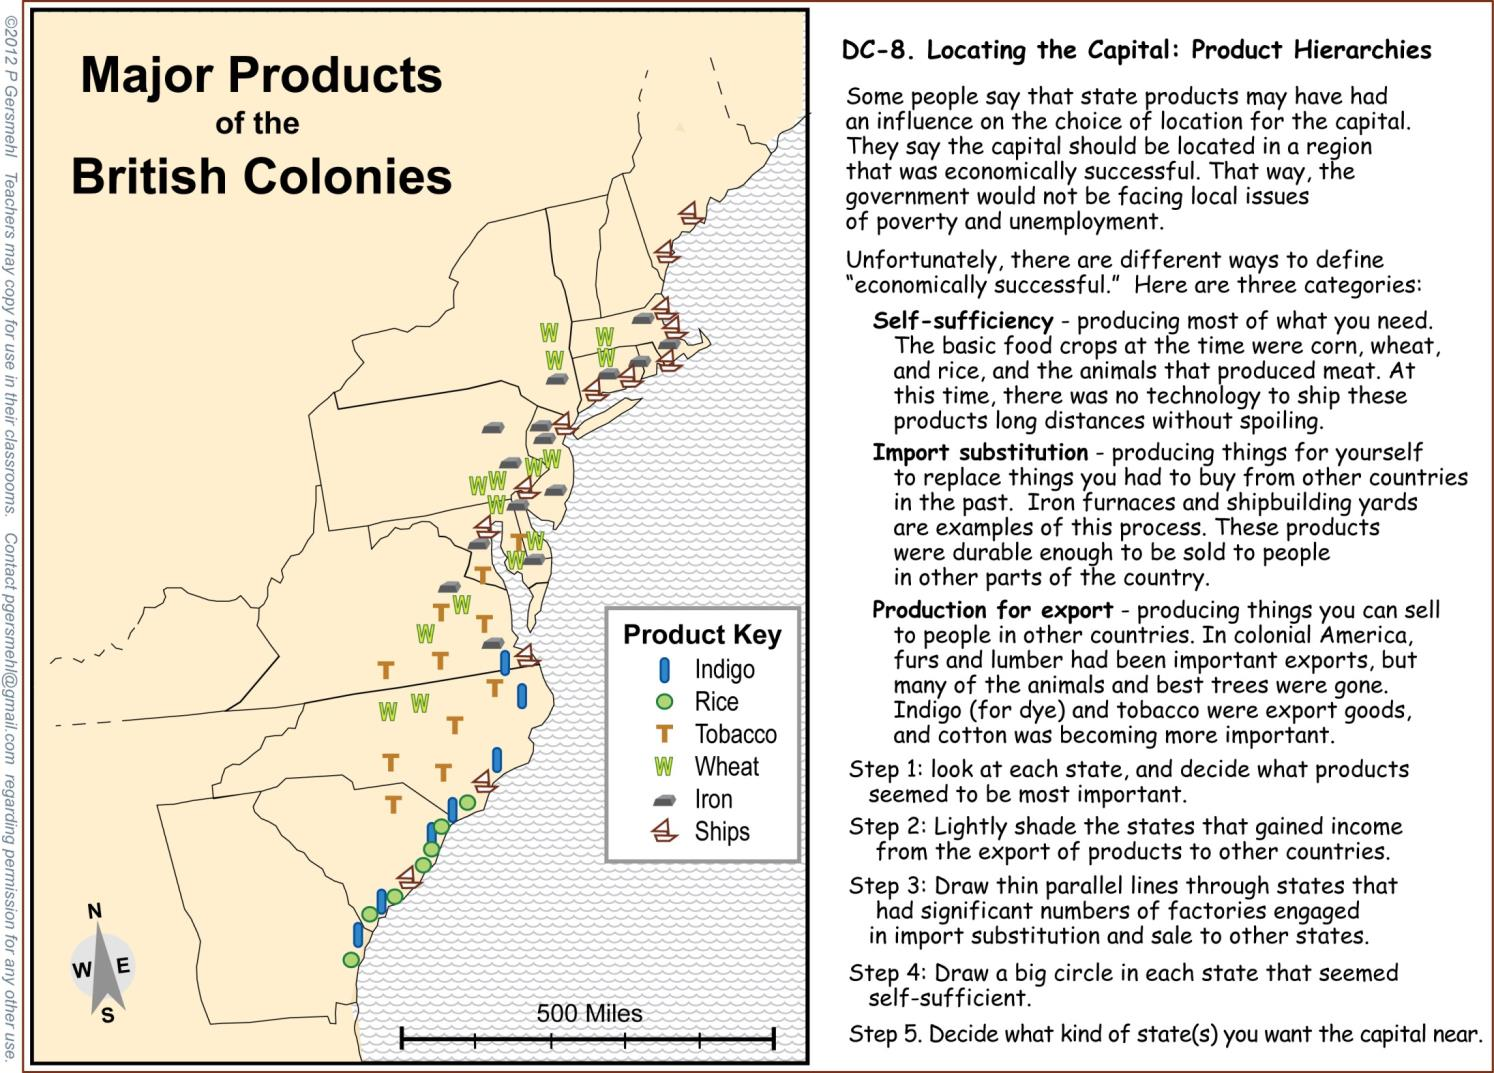 ©2012 P Gersmehl   Teachers may copy for use in their classrooms.   Contact pgersmehl@gmail.com  regarding permission for any other use.
Major Products
of the
British Colonies
W
W
W
W
W
W
W
W
W
T
W
W
T
T
W
T
W
T
T
T
W
W
T
T
T
T
Product Key
Indigo
Rice
T Tobacco
W Wheat
Iron
Ships
N
W E
S
500 Miles
DC-8. Locating the Capital: Product Hierarchies
Some people say that state products may have had
an influence on the choice of location for the capital.
They say the capital should be located in a region
that was economically successful. That way, the
government would not be facing local issues
of poverty and unemployment.
Unfortunately, there are different ways to define
“economically successful.”  Here are three categories:
Self-sufficiency - producing most of what you need.
The basic food crops at the time were corn, wheat,
and rice, and the animals that produced meat. At
this time, there was no technology to ship these
products long distances without spoiling.
Import substitution - producing things for yourself
to replace things you had to buy from other countries
in the past.  Iron furnaces and shipbuilding yards
are examples of this process. These products
were durable enough to be sold to people
in other parts of the country.
Production for export - producing things you can sell
to people in other countries. In colonial America,
furs and lumber had been important exports, but
many of the animals and best trees were gone.
Indigo (for dye) and tobacco were export goods,
and cotton was becoming more important.
Step 1: look at each state, and decide what products
seemed to be most important.
Step 2: Lightly shade the states that gained income
from the export of products to other countries.
Step 3: Draw thin parallel lines through states that
had significant numbers of factories engaged
in import substitution and sale to other states.
Step 4: Draw a big circle in each state that seemed
self-sufficient.
Step 5. Decide what kind of state(s) you want the capital near.